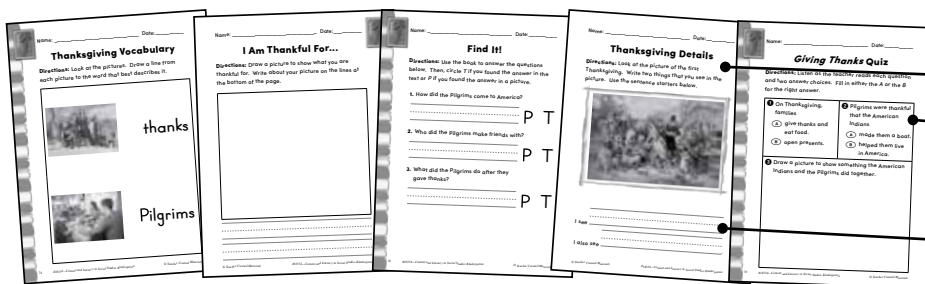 Name: Date:
Thanksgiving Vocabulary
Directions: Look at the pictures. Draw a line from
each picture to the word that best describes it.
thanks
Pilgrims
Name: Date:
I Am Thankful For...
Directions: Draw a picture to show what you are
thankful for. Write about your picture on the lines at
the bottom of the page.
Name: Date:
Find It!
Directions: Use the book to answer the questions
below. Then, circle T if you found the answer in the
text or P if you found the answer in a picture.
1. How did the Pilgrims come to America?
P T
2. Who did the Pilgrims make friends with?
P T
3. What did the Pilgrims do after they
gave thanks?
P T
Name: Date:
Thanksgiving Details
Directions: Look at the picture of the first
Thanksgiving. Write two things that you see in the
picture. Use the sentence starters below.
I see
I also see
Name: Date:
Giving Thanks Quiz
Directions: Listen as the teacher reads each question
and two answer choices. Fill in either the A or the B
for the right answer.
1 On Thanksgiving,
families
A give thanks and
eat food.
B open presents.
2 Pilgrims were thankful
that the American
Indians
A made them a boat.
B helped them live
in America.
3 Draw a picture to show something the American
Indians and the Pilgrims did together.